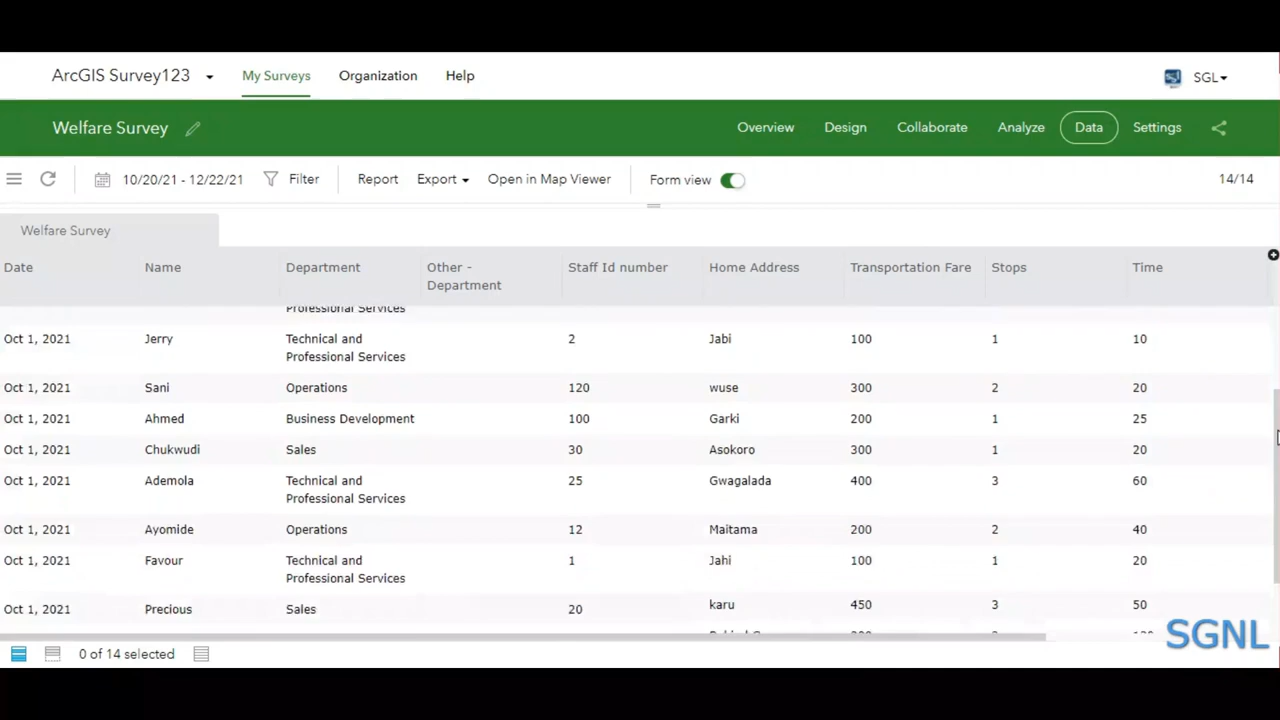 ArcGIS Survey123 My Surveys Organization Help SGL
Welfare Survey Overview Design Collaborate Analyze Data Settings
10/20/21 - 12/22/21 Filter Report Export Open in Map Viewer Form view 14/14
Welfare Survey
Date Name Department Other - Staff Id number Home Address Transportation Fare Stops Time
Department
Professional Services
Oct 1, 2021 Jerry Technical and 2 Jabi 100 1 10
Professional Services
Oct 1, 2021 Sani Operations 120 wuse 300 2 20
Oct 1, 2021 Ahmed Business Development 100 Garki 200 1 25
Oct 1, 2021 Chukwudi Sales 30 Asokoro 300 1 20
Oct 1, 2021 Ademola Technical and 25 Gwagalada 400 3 60
Professional Services
Oct 1, 2021 Ayomide Operations 12 Maitama 200 2 40
Oct 1, 2021 Favour Technical and 1 Jahi 100 1 20
Professional Services
Oct 1, 2021 Precious Sales 20 karu 450 3 50
SGNL
0 of 14 selected